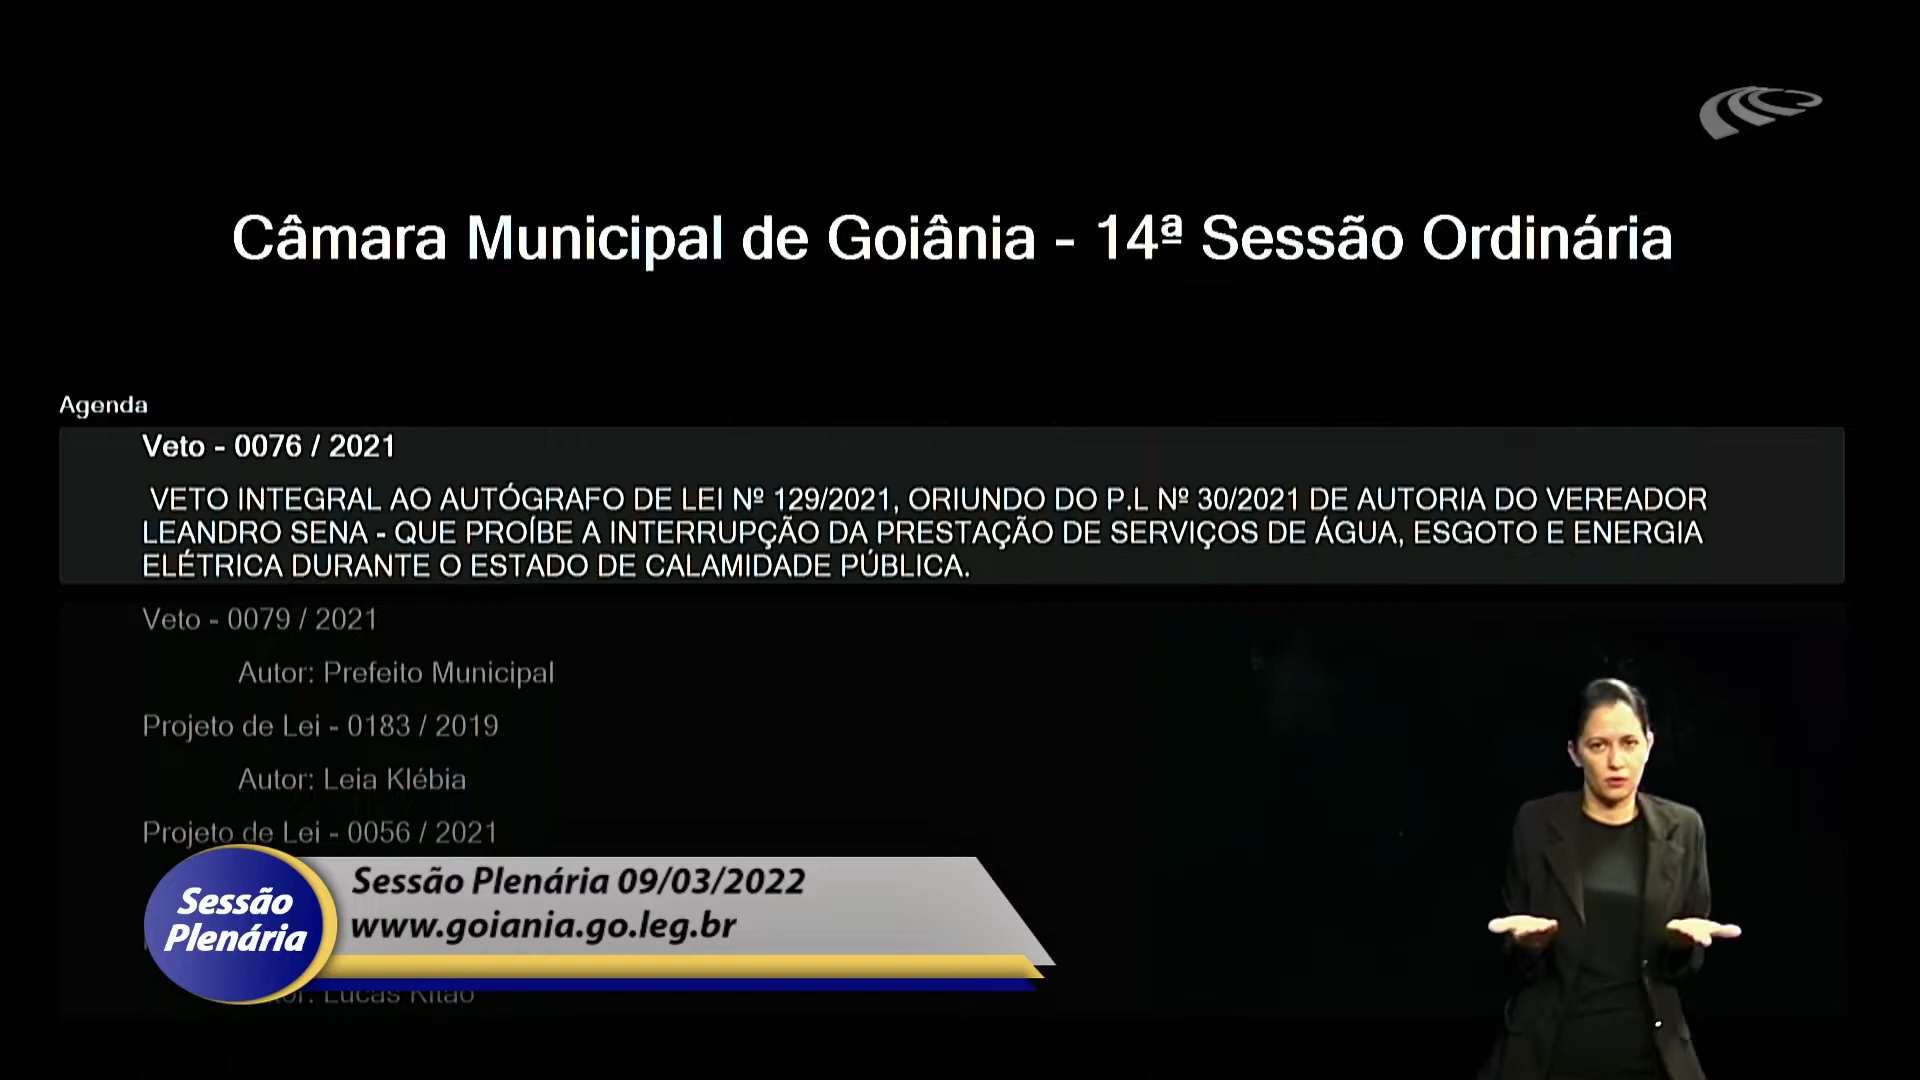 Câmara Municipal de Goiânia - 14ª Sessão Ordinária
Agenda
Veto - 0076 / 2021
VETO INTEGRAL AO AUTÓGRAFO DE LEI Nº 129/2021, ORIUNDO DO P.L Nº 30/2021 DE AUTORIA DO VEREADOR
LEANDRO SENA - QUE PROÍBE A INTERRUPÇÃO DA PRESTAÇÃO DE SERVIÇOS DE ÁGUA, ESGOTO E ENERGIA
ELÉTRICA DURANTE O ESTADO DE CALAMIDADE PÚBLICA.
Veto - 0079 / 2021
Autor: Prefeito Municipal
Projeto de Lei - 0183 / 2019
Autor: Leia Klébia
Projeto de Lei - 0056 / 2021
Sessão
Plenária
Sessão Plenária 09/03/2022
www.goiania.go.leg.br
Lucas Kitão